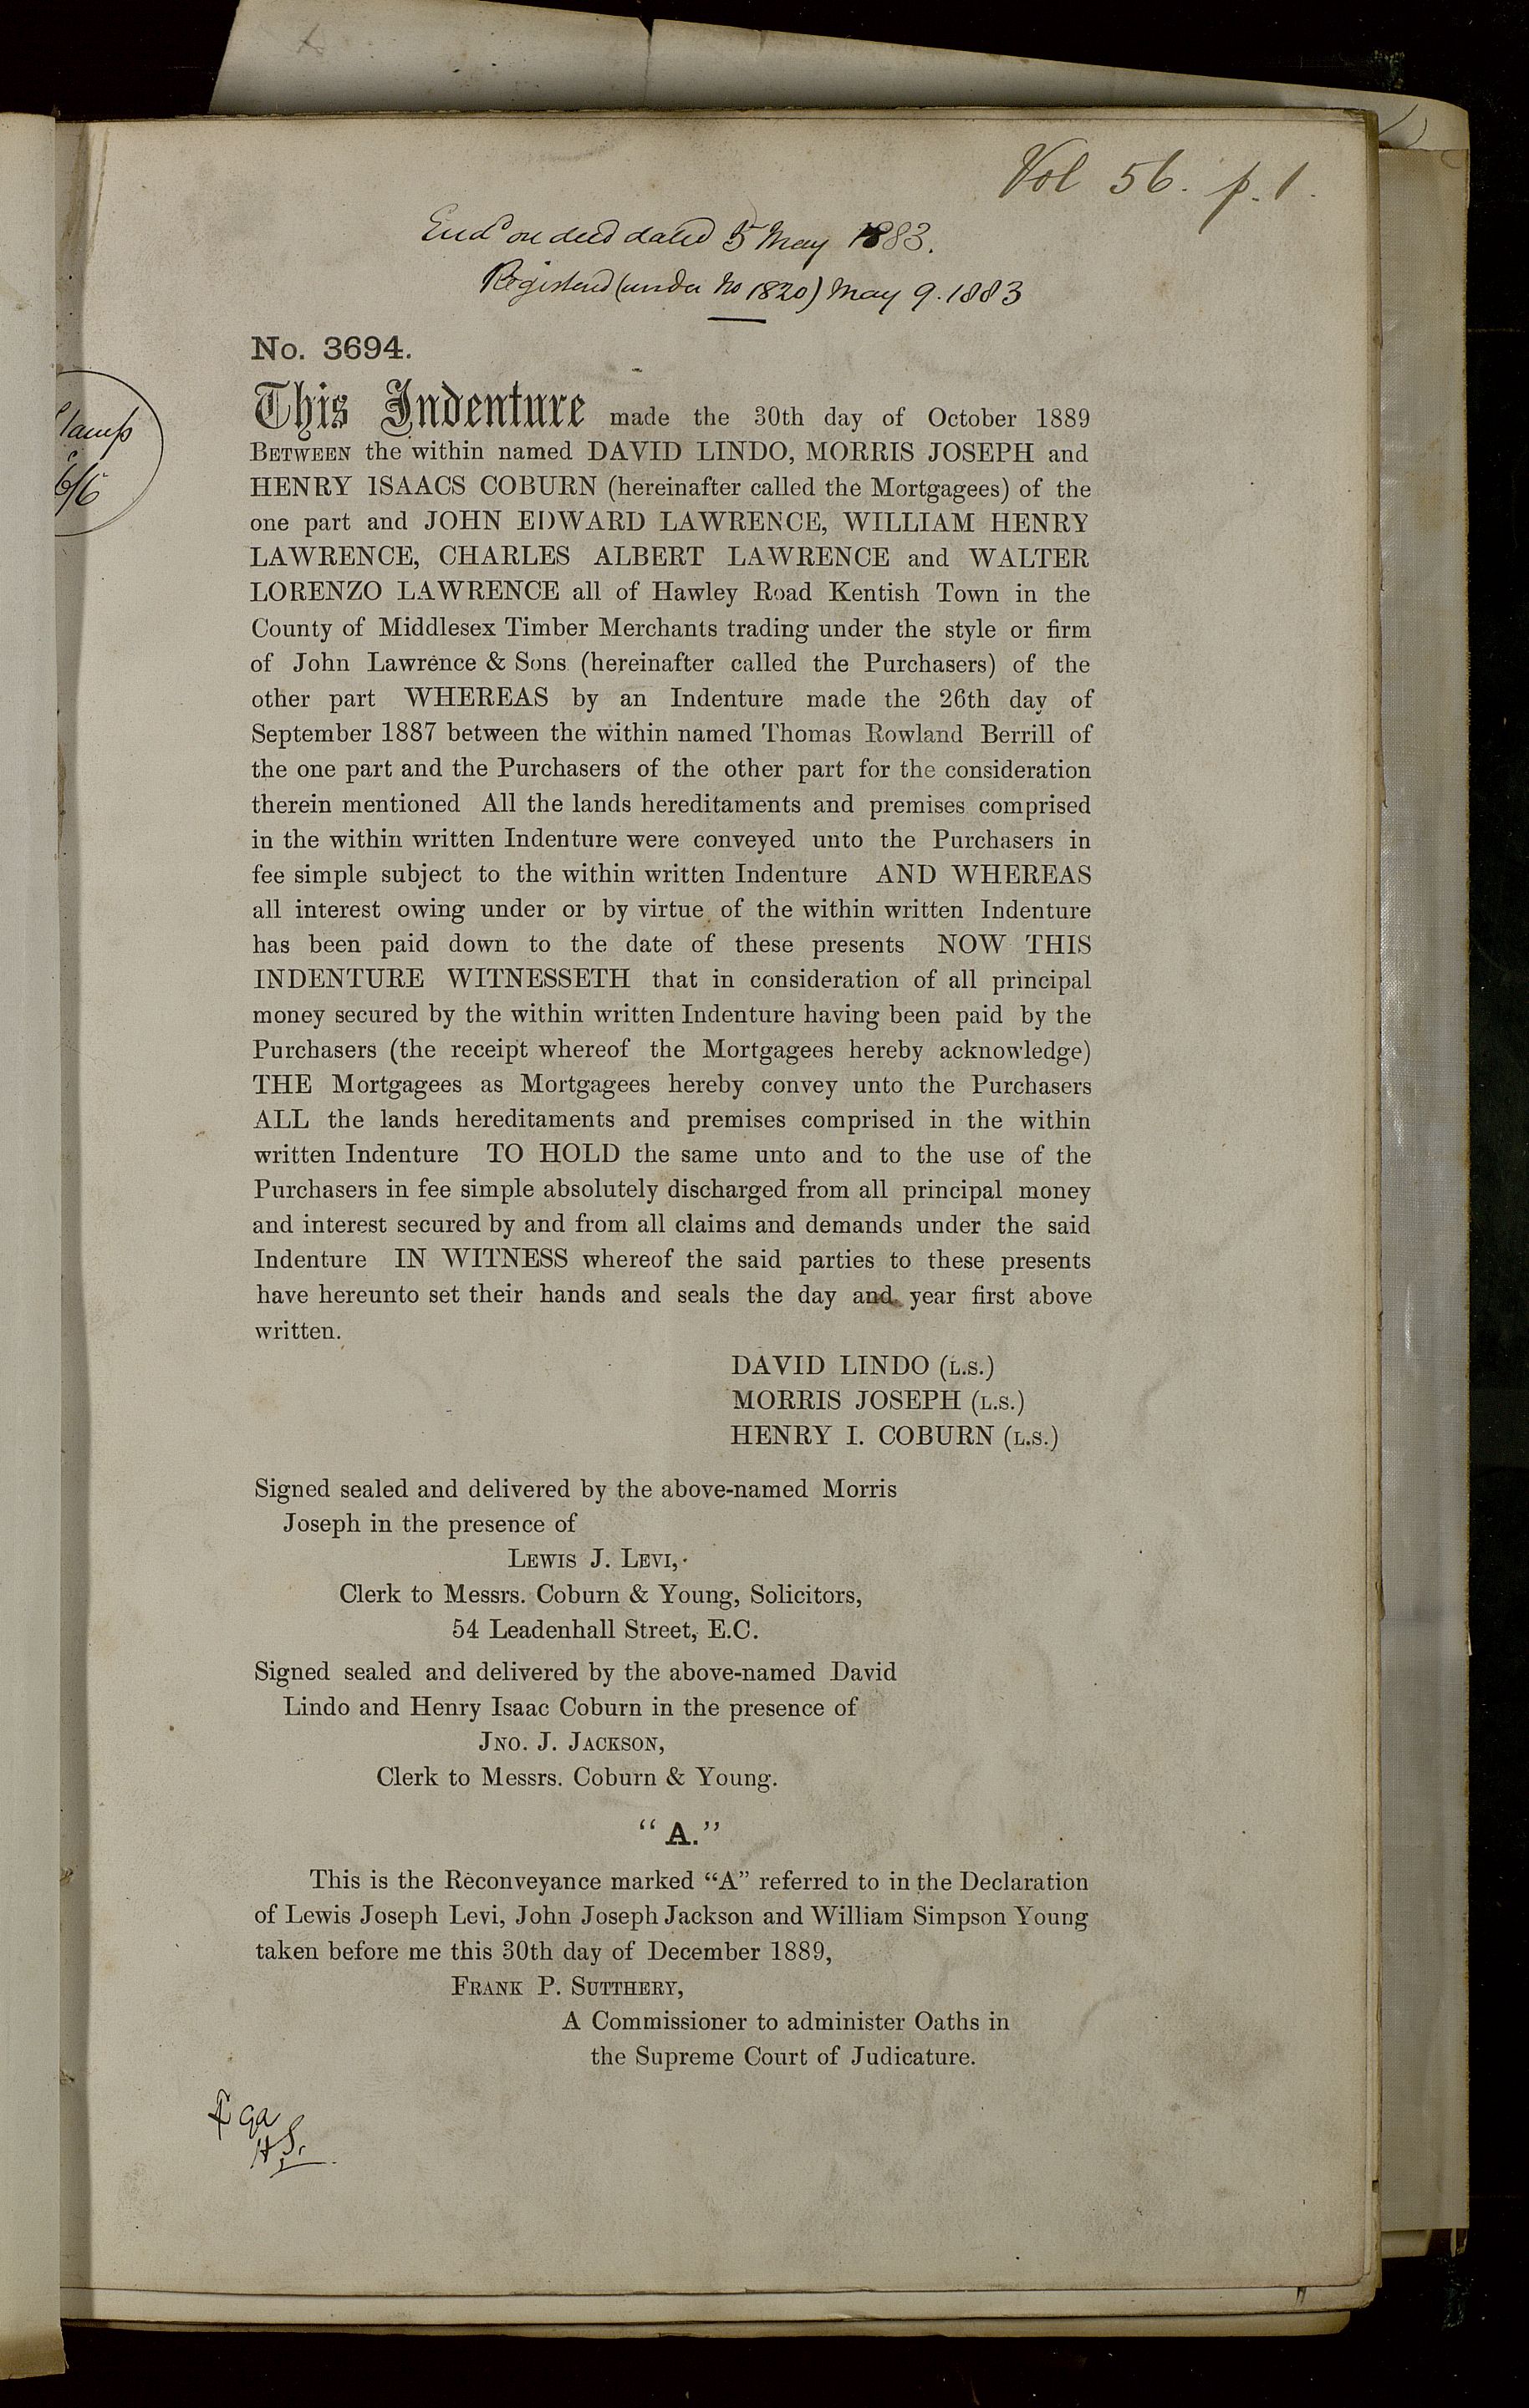 Vol 56. p. 1.
End^d on deed dated 5 May 1883.
Registered (under No 1820) May 9. 1883
No. 3694.
Stamp
6/6
This Indenture made the 30th day of October 1889
BETWEEN the within named DAVID LINDO, MORRIS JOSEPH and
HENRY ISAACS COBURN (hereinafter called the Mortgagees) of the
one part and JOHN EDWARD LAWRENCE, WILLIAM HENRY
LAWRENCE, CHARLES ALBERT LAWRENCE and WALTER
LORENZO LAWRENCE all of Hawley Road Kentish Town in the
County of Middlesex Timber Merchants trading under the style or firm
of John Lawrence & Sons (hereinafter called the Purchasers) of the
other part WHEREAS by an Indenture made the 26th day of
September 1887 between the within named Thomas Rowland Berrill of
the one part and the Purchasers of the other part for the consideration
therein mentioned All the lands hereditaments and premises comprised
in the within written Indenture were conveyed unto the Purchasers in
fee simple subject to the within written Indenture AND WHEREAS
all interest owing under or by virtue of the within written Indenture
has been paid down to the date of these presents NOW THIS
INDENTURE WITNESSETH that in consideration of all principal
money secured by the within written Indenture having been paid by the
Purchasers (the receipt whereof the Mortgagees hereby acknowledge)
THE Mortgagees as Mortgagees hereby convey unto the Purchasers
ALL the lands hereditaments and premises comprised in the within
written Indenture TO HOLD the same unto and to the use of the
Purchasers in fee simple absolutely discharged from all principal money
and interest secured by and from all claims and demands under the said
Indenture IN WITNESS whereof the said parties to these presents
have hereunto set their hands and seals the day and year first above
written.
DAVID LINDO (L.S.)
MORRIS JOSEPH (L.S.)
HENRY I. COBURN (L.S.)
Signed sealed and delivered by the above-named Morris
Joseph in the presence of
LEWIS J. LEVI,
Clerk to Messrs. Coburn & Young, Solicitors,
54 Leadenhall Street, E.C.
Signed sealed and delivered by the above-named David
Lindo and Henry Isaac Coburn in the presence of
JNO. J. JACKSON,
Clerk to Messrs. Coburn & Young.
"A."
This is the Reconveyance marked "A" referred to in the Declaration
of Lewis Joseph Levi, John Joseph Jackson and William Simpson Young
taken before me this 30th day of December 1889,
FRANK P. SUTTHERY,
A Commissioner to administer Oaths in
the Supreme Court of Judicature.